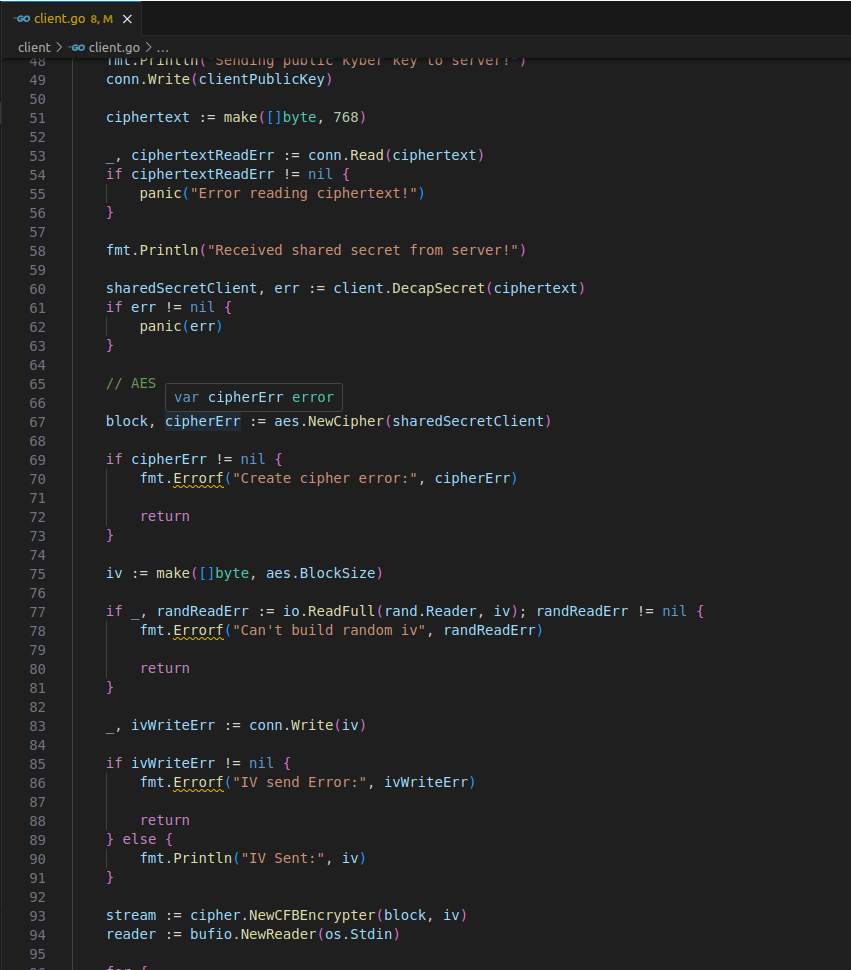 GO client.go 8, M ×
client > GO client.go > ...
48 fmt.Println("Sending public kyber key to server!")
49 conn.Write(clientPublicKey)
50
51 ciphertext := make([]byte, 768)
52
53 _, ciphertextReadErr := conn.Read(ciphertext)
54 if ciphertextReadErr != nil {
55 panic("Error reading ciphertext!")
56 }
57
58 fmt.Println("Received shared secret from server!")
59
60 sharedSecretClient, err := client.DecapSecret(ciphertext)
61 if err != nil {
62 panic(err)
63 }
64
65 // AES
66 var cipherErr error
67 block, cipherErr := aes.NewCipher(sharedSecretClient)
68
69 if cipherErr != nil {
70 fmt.Errorf("Create cipher error:", cipherErr)
71
72 return
73 }
74
75 iv := make([]byte, aes.BlockSize)
76
77 if _, randReadErr := io.ReadFull(rand.Reader, iv); randReadErr != nil {
78 fmt.Errorf("Can't build random iv", randReadErr)
79
80 return
81 }
82
83 _, ivWriteErr := conn.Write(iv)
84
85 if ivWriteErr != nil {
86 fmt.Errorf("IV send Error:", ivWriteErr)
87
88 return
89 } else {
90 fmt.Println("IV Sent:", iv)
91 }
92
93 stream := cipher.NewCFBEncrypter(block, iv)
94 reader := bufio.NewReader(os.Stdin)
95
96 for {